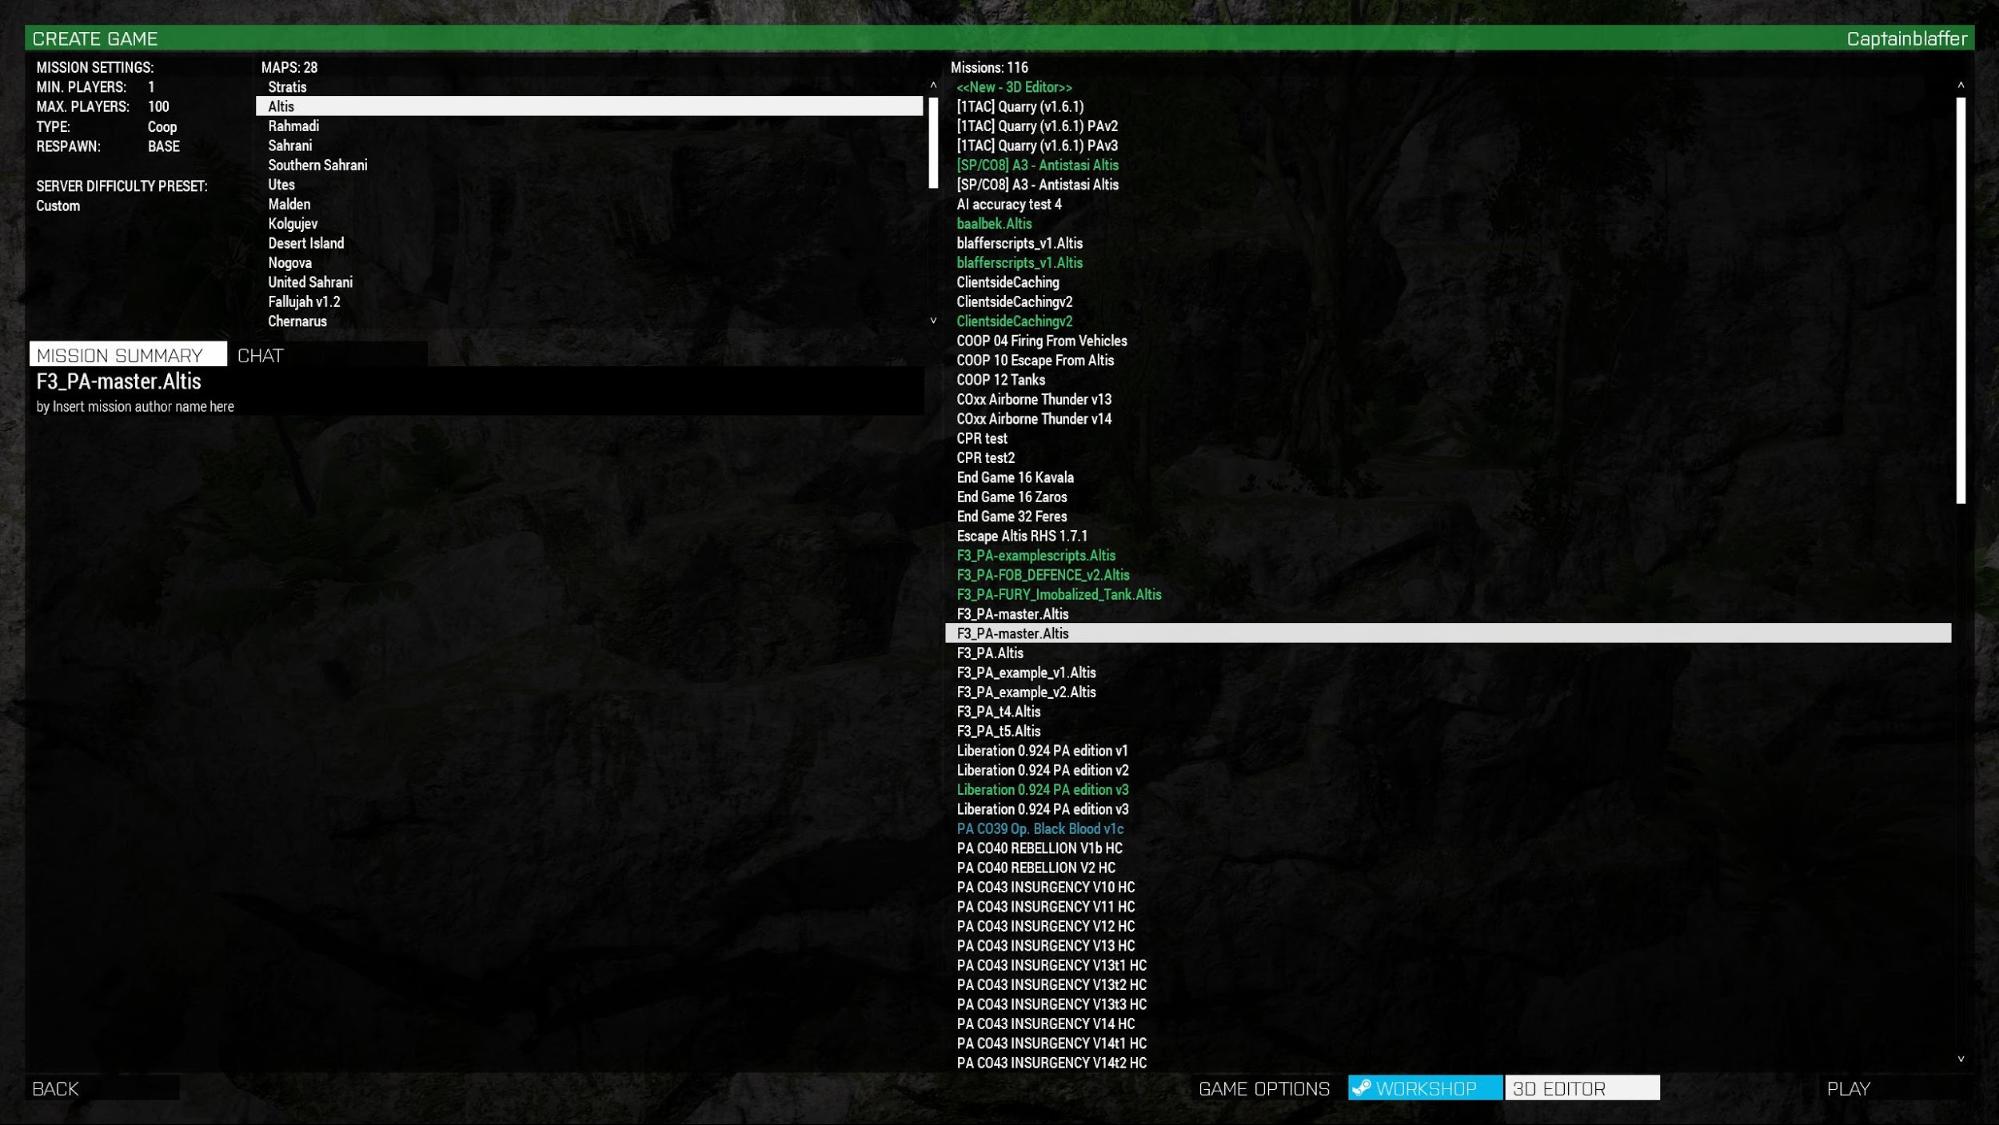 CREATE GAME
Captainblaffer
MISSION SETTINGS:
MIN. PLAYERS: 1
MAX. PLAYERS: 100
TYPE: Coop
RESPAWN: BASE
SERVER DIFFICULTY PRESET:
Custom
MAPS: 28
Stratis
Altis
Rahmadi
Sahrani
Southern Sahrani
Utes
Malden
Kolgujev
Desert Island
Nogova
United Sahrani
Fallujah v1.2
Chernarus
MISSION SUMMARY
CHAT
F3_PA-master.Altis
by Insert mission author name here
Missions: 116
<<New - 3D Editor>>
[1TAC] Quarry (v1.6.1)
[1TAC] Quarry (v1.6.1) PAv2
[1TAC] Quarry (v1.6.1) PAv3
[SP/CO8] A3 - Antistasi Altis
[SP/CO8] A3 - Antistasi Altis
AI accuracy test 4
baalbek.Altis
blafferscripts_v1.Altis
blafferscripts_v1.Altis
ClientsideCaching
ClientsideCachingv2
ClientsideCachingv2
COOP 04 Firing From Vehicles
COOP 10 Escape From Altis
COOP 12 Tanks
COxx Airborne Thunder v13
COxx Airborne Thunder v14
CPR test
CPR test2
End Game 16 Kavala
End Game 16 Zaros
End Game 32 Feres
Escape Altis RHS 1.7.1
F3_PA-examplescripts.Altis
F3_PA-FOB_DEFENCE_v2.Altis
F3_PA-FURY_Imobalized_Tank.Altis
F3_PA-master.Altis
F3_PA-master.Altis
F3_PA.Altis
F3_PA_example_v1.Altis
F3_PA_example_v2.Altis
F3_PA_t4.Altis
F3_PA_t5.Altis
Liberation 0.924 PA edition v1
Liberation 0.924 PA edition v2
Liberation 0.924 PA edition v3
Liberation 0.924 PA edition v3
PA CO39 Op. Black Blood v1c
PA CO40 REBELLION V1b HC
PA CO40 REBELLION V2 HC
PA CO43 INSURGENCY V10 HC
PA CO43 INSURGENCY V11 HC
PA CO43 INSURGENCY V12 HC
PA CO43 INSURGENCY V13 HC
PA CO43 INSURGENCY V13t1 HC
PA CO43 INSURGENCY V13t2 HC
PA CO43 INSURGENCY V13t3 HC
PA CO43 INSURGENCY V14 HC
PA CO43 INSURGENCY V14t1 HC
PA CO43 INSURGENCY V14t2 HC
BACK
GAME OPTIONS
WORKSHOP
3D EDITOR
PLAY